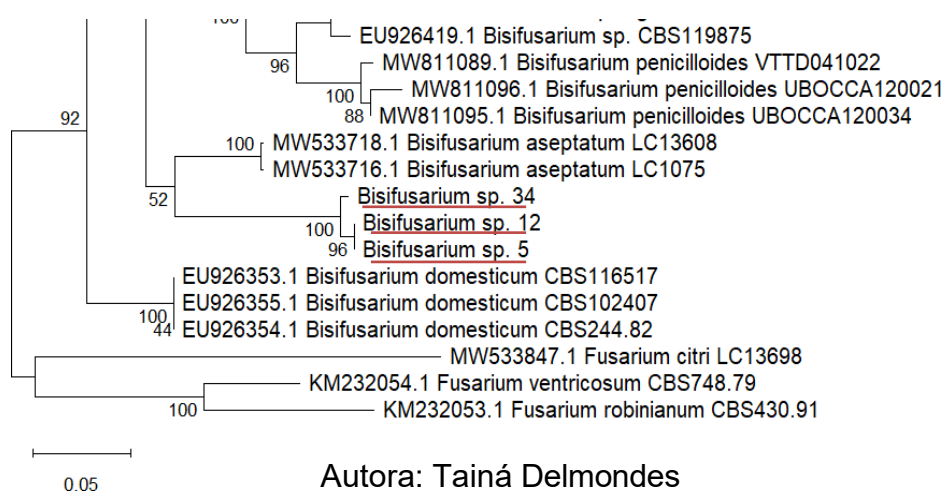 100
EU926419.1 Bisifusarium sp. CBS119875
96
MW811089.1 Bisifusarium penicilloides VTTD041022
100
MW811096.1 Bisifusarium penicilloides UBOCCA120021
88
MW811095.1 Bisifusarium penicilloides UBOCCA120034
92
100
MW533718.1 Bisifusarium aseptatum LC13608
MW533716.1 Bisifusarium aseptatum LC1075
52
Bisifusarium sp. 34
100
Bisifusarium sp. 12
96
Bisifusarium sp. 5
EU926353.1 Bisifusarium domesticum CBS116517
EU926355.1 Bisifusarium domesticum CBS102407
100
44
EU926354.1 Bisifusarium domesticum CBS244.82
MW533847.1 Fusarium citri LC13698
KM232054.1 Fusarium ventricosum CBS748.79
100
KM232053.1 Fusarium robinianum CBS430.91
0.05
Autora: Tainá Delmondes